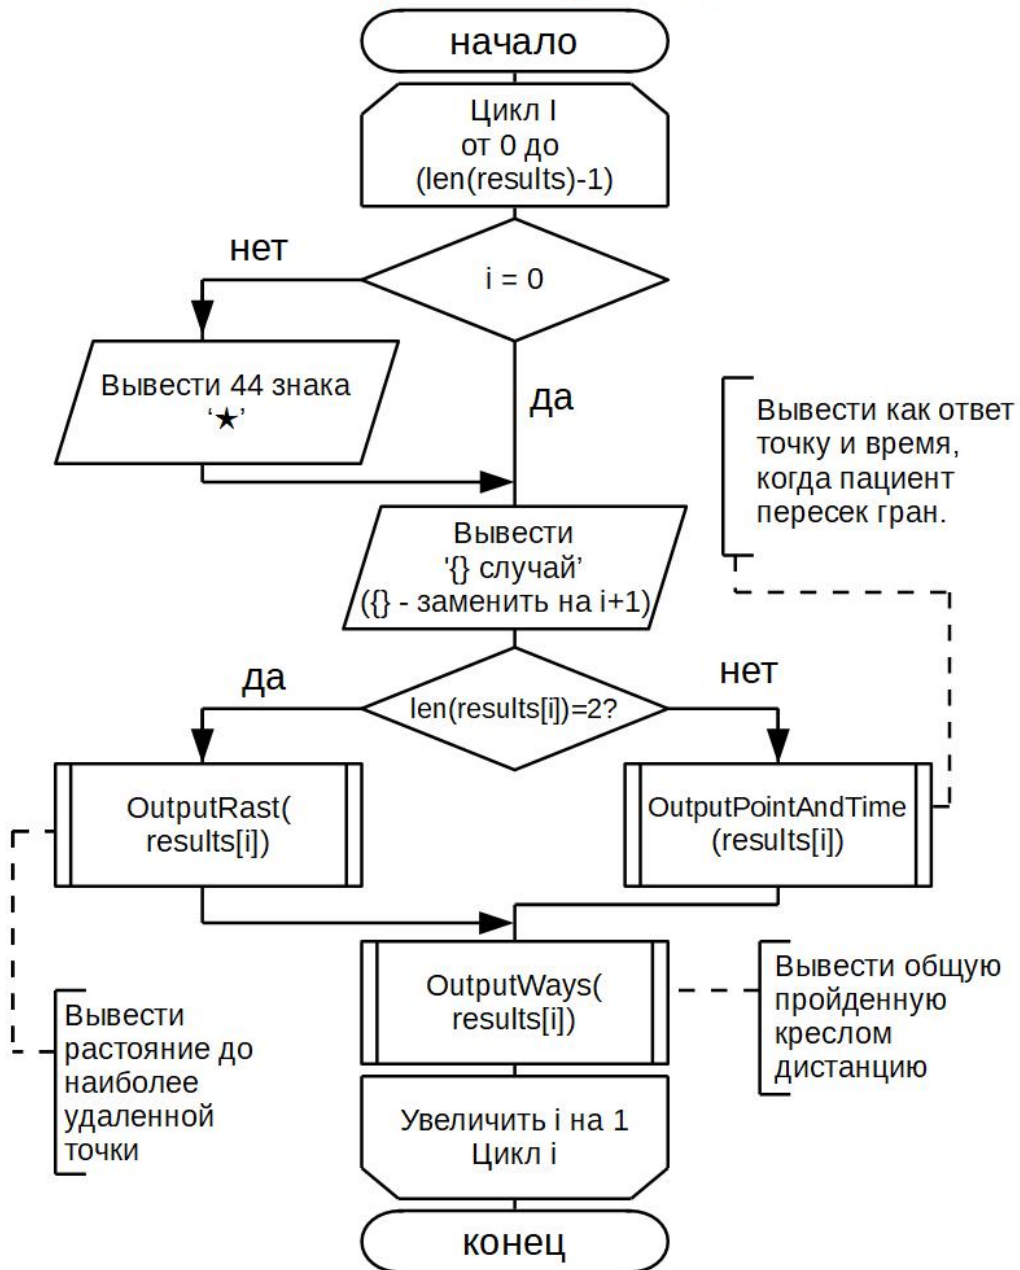 начало
Цикл I
от 0 до
(len(results)-1)
нет
i = 0
Вывести 44 знака
‘★’
да
Вывести как ответ
точку и время,
когда пациент
пересек гран.
Вывести
'{} случай’
({} - заменить на i+1)
да
len(results[i])=2?
нет
OutputRast(
results[i])
OutputPointAndTime
(results[i])
OutputWays(
results[i])
Вывести общую
пройденную
креслом
дистанцию
Вывести
растояние до
наиболее
удаленной
точки
Увеличить i на 1
Цикл i
конец